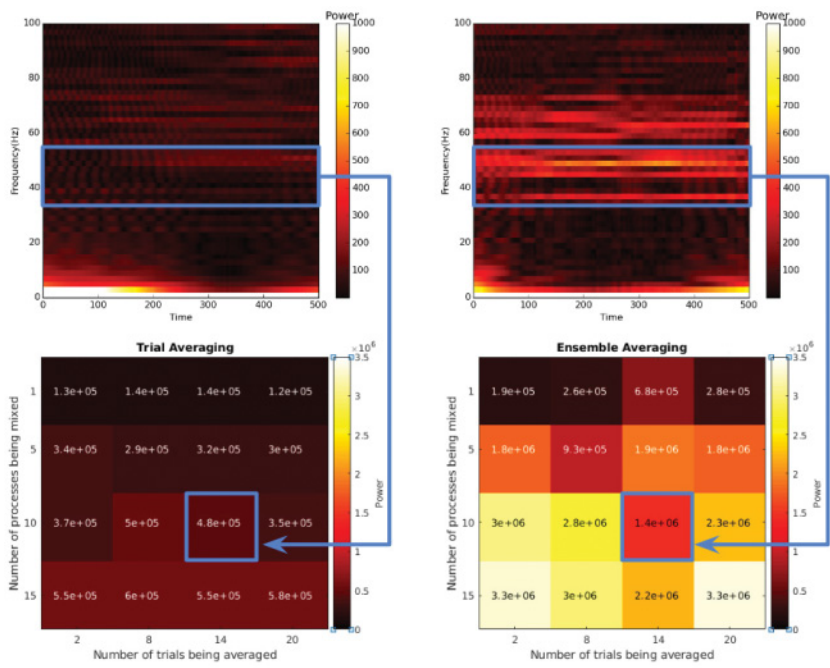 Power
100
80
60
40
20
0
Frequency(Hz)
0 100 200 300 400 500
Time
1000
900
800
700
600
500
400
300
200
100
Power
100
80
60
40
20
0
Frequency(Hz)
0 100 200 300 400 500
Time
1000
900
800
700
600
500
400
300
200
100
Trial Averaging
×10^6
Number of processes being mixed
1 1.3e+05 1.4e+05 1.4e+05 1.2e+05
5 3.4e+05 2.9e+05 3.2e+05 3e+05
10 3.7e+05 5e+05 4.8e+05 3.5e+05
15 5.5e+05 6e+05 5.5e+05 5.8e+05
2 8 14 20
Number of trials being averaged
3.5
3
2.5
2
1.5
1
0.5
0
Power
Ensemble Averaging
×10^6
Number of processes being mixed
1 1.9e+05 2.6e+05 6.8e+05 2.8e+05
5 1.8e+06 9.3e+05 1.9e+06 1.8e+06
10 3e+06 2.8e+06 1.4e+06 2.3e+06
15 3.3e+06 3e+06 2.2e+06 3.3e+06
2 8 14 20
Number of trials being averaged
3.5
3
2.5
2
1.5
1
0.5
0
Power